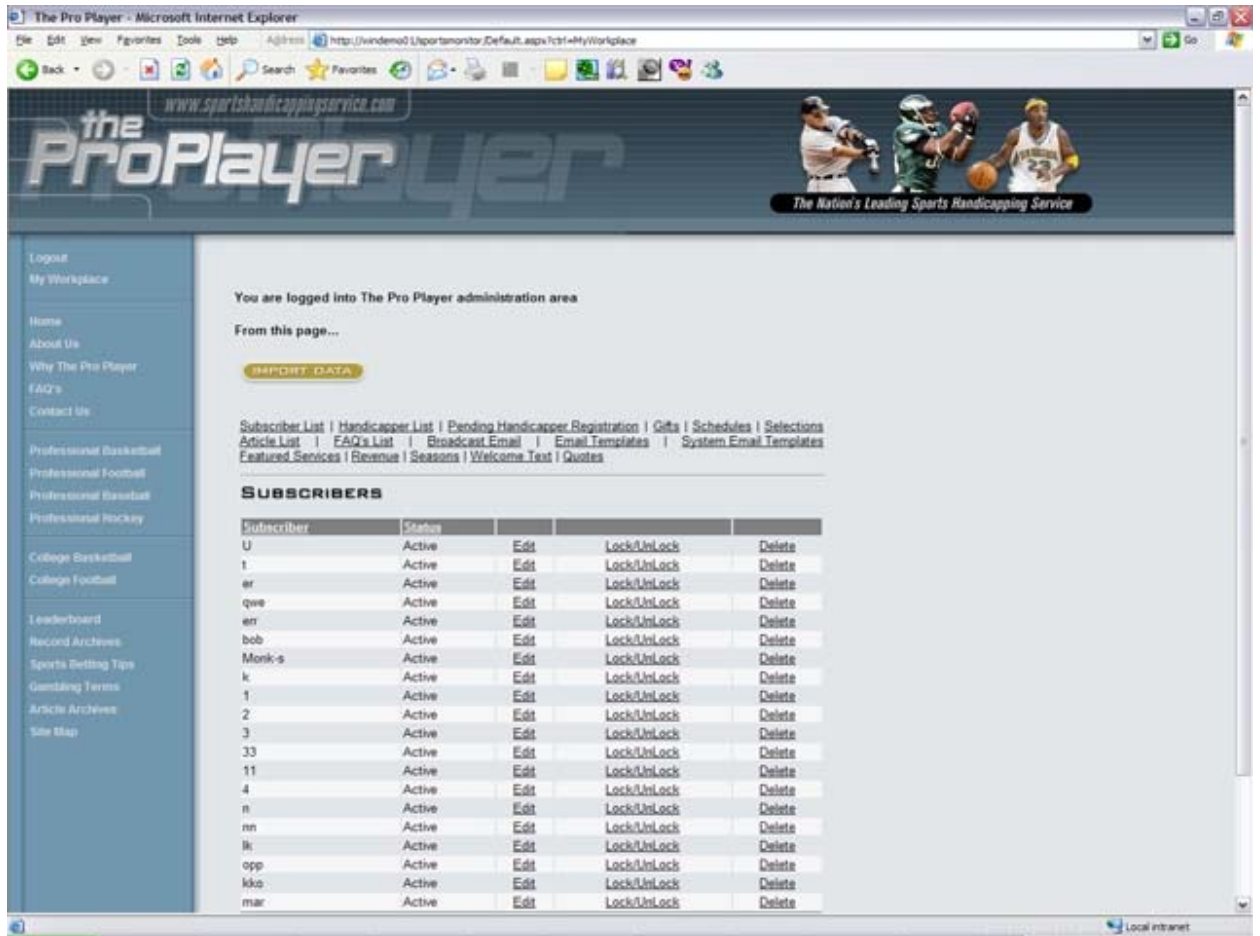 The Pro Player - Microsoft Internet Explorer
File Edit View Favorites Tools Help Address http://windemo01/sportsmonitor/Default.aspx?ctrl=MyWorkplace Go
Back Search Favorites
www.sportshandicappingservice.com
the
ProPlayer
The Nation's Leading Sports Handicapping Service
Logout
My Workplace
Home
About Us
Why The Pro Player
FAQ's
Contact Us
Professional Basketball
Professional Football
Professional Baseball
Professional Hockey
College Basketball
College Football
Leaderboard
Record Archives
Sports Betting Tips
Gambling Terms
Article Archives
Site Map
You are logged into The Pro Player administration area
From this page...
IMPORT DATA
Subscriber List | Handicapper List | Pending Handicapper Registration | Gifts | Schedules | Selections
Article List | FAQ's List | Broadcast Email | Email Templates | System Email Templates
Featured Services | Revenue | Seasons | Welcome Text | Quotes
SUBSCRIBERS
Subscriber Status
U Active Edit Lock/UnLock Delete
t Active Edit Lock/UnLock Delete
er Active Edit Lock/UnLock Delete
qwe Active Edit Lock/UnLock Delete
err Active Edit Lock/UnLock Delete
bob Active Edit Lock/UnLock Delete
Monk-s Active Edit Lock/UnLock Delete
k Active Edit Lock/UnLock Delete
1 Active Edit Lock/UnLock Delete
2 Active Edit Lock/UnLock Delete
3 Active Edit Lock/UnLock Delete
33 Active Edit Lock/UnLock Delete
11 Active Edit Lock/UnLock Delete
4 Active Edit Lock/UnLock Delete
n Active Edit Lock/UnLock Delete
nn Active Edit Lock/UnLock Delete
lk Active Edit Lock/UnLock Delete
opp Active Edit Lock/UnLock Delete
kko Active Edit Lock/UnLock Delete
mar Active Edit Lock/UnLock Delete
Local intranet